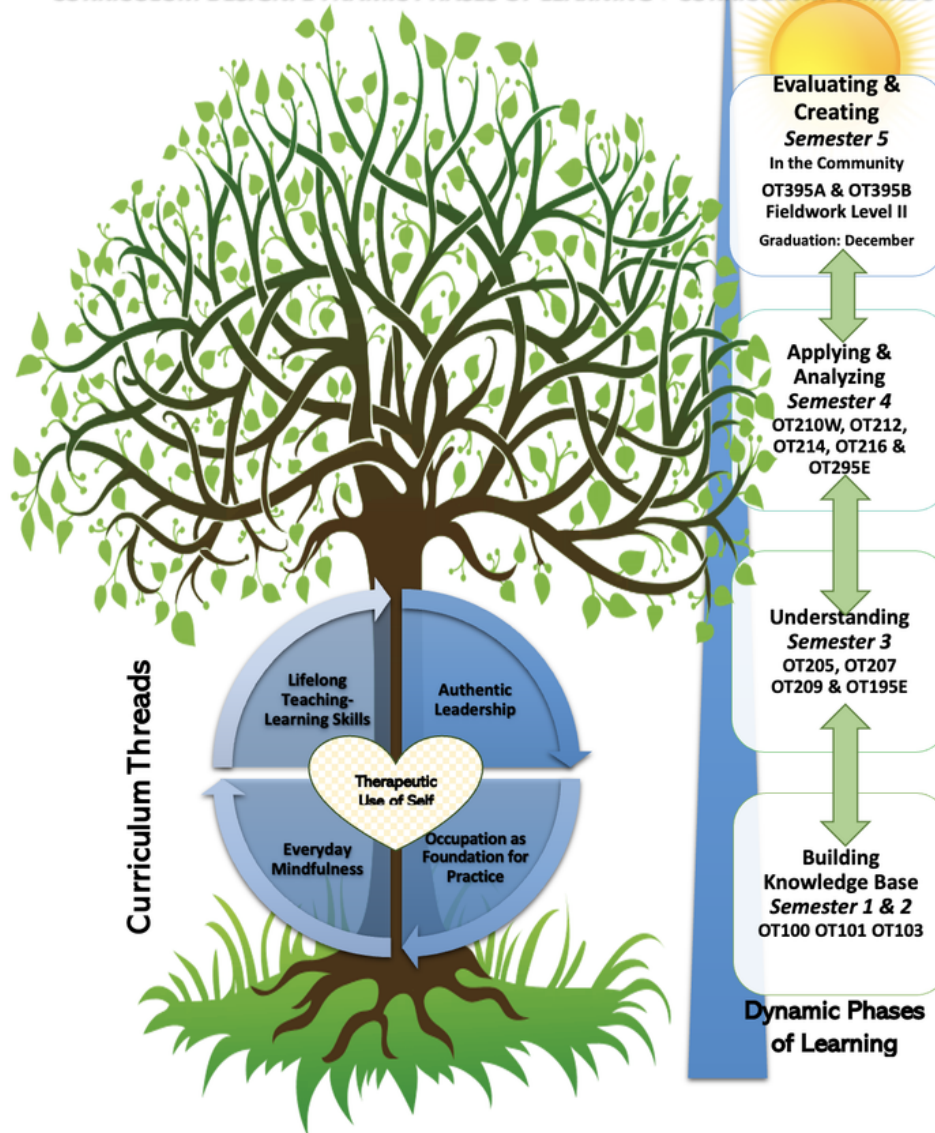 Evaluating &
Creating
Semester 5
In the Community
OT395A & OT395B
Fieldwork Level II
Graduation: December
Applying &
Analyzing
Semester 4
OT210W, OT212,
OT214, OT216 &
OT295E
Understanding
Semester 3
OT205, OT207
OT209 & OT195E
Building
Knowledge Base
Semester 1 & 2
OT100 OT101 OT103
Dynamic Phases
of Learning
Curriculum Threads
Lifelong
Teaching-
Learning Skills
Authentic
Leadership
Therapeutic
Use of Self
Everyday
Mindfulness
Occupation as
Foundation for
Practice